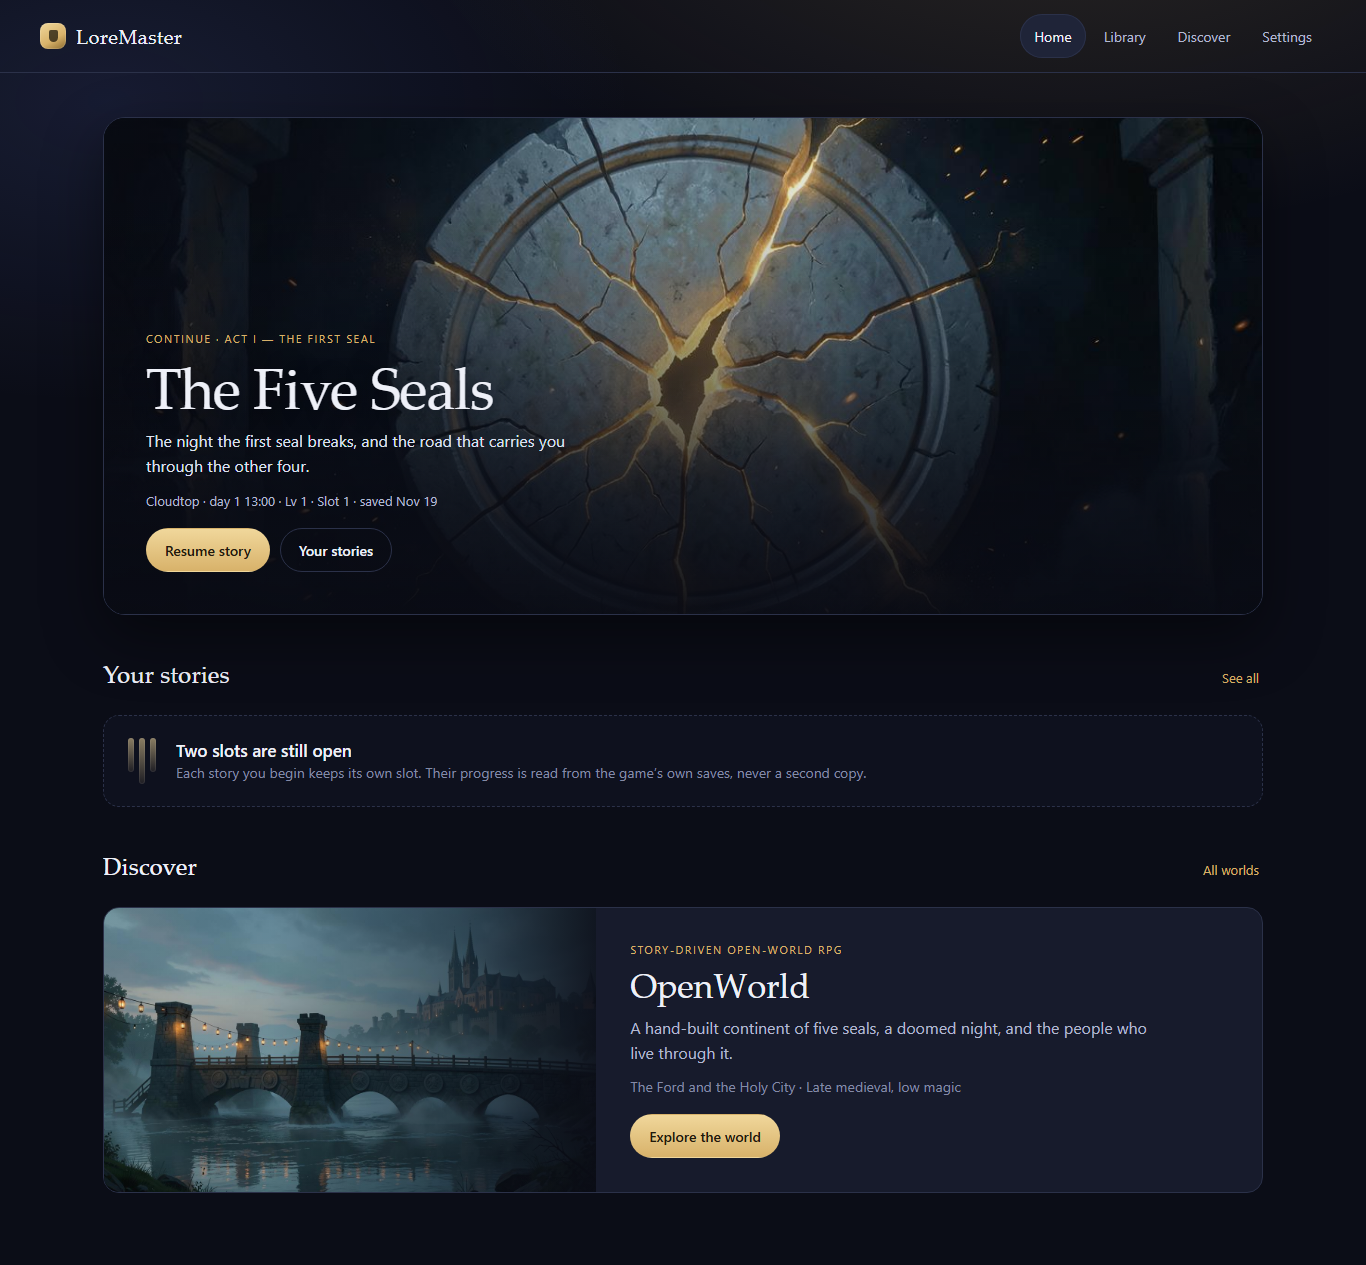 LoreMaster
Home
Library
Discover
Settings
CONTINUE · ACT I — THE FIRST SEAL
The Five Seals
The night the first seal breaks, and the road that carries you
through the other four.
Cloudtop · day 1 13:00 · Lv 1 · Slot 1 · saved Nov 19
Resume story
Your stories
Your stories
See all
Two slots are still open
Each story you begin keeps its own slot. Their progress is read from the game’s own saves, never a second copy.
Discover
All worlds
STORY-DRIVEN OPEN-WORLD RPG
OpenWorld
A hand-built continent of five seals, a doomed night, and the people who
live through it.
The Ford and the Holy City · Late medieval, low magic
Explore the world